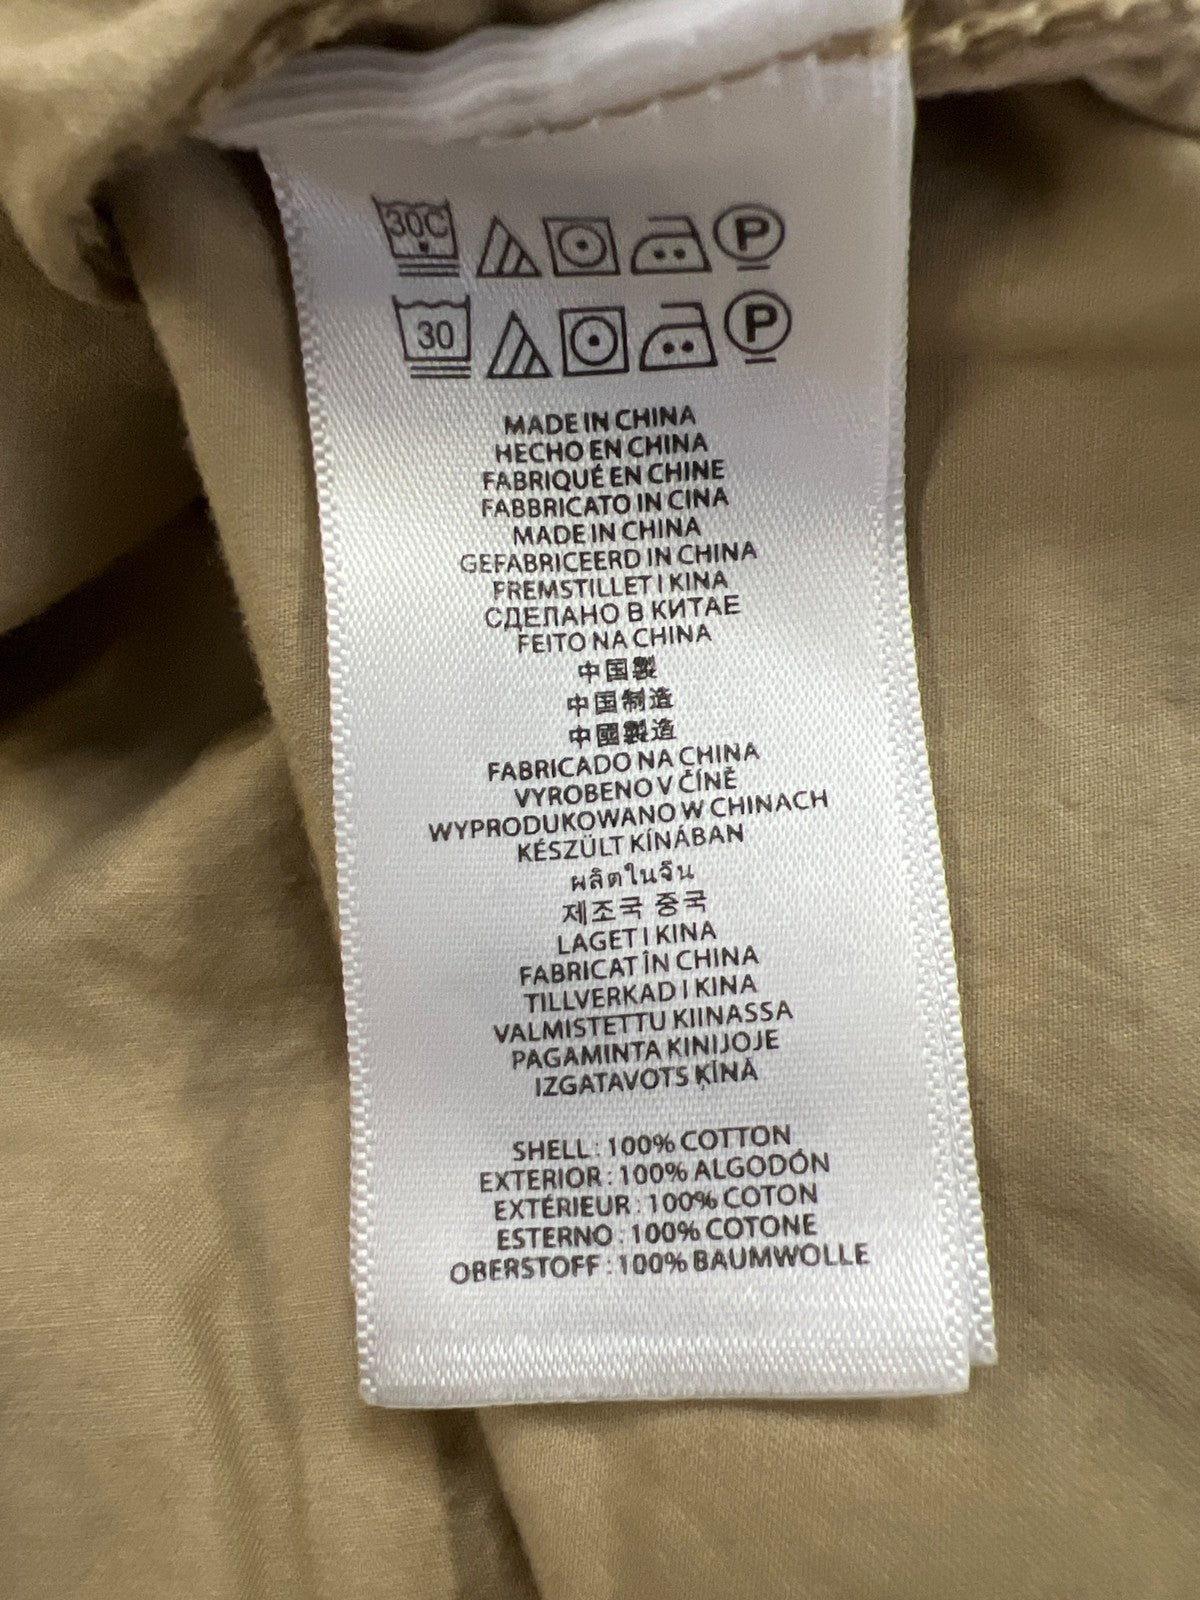 30C P
30 P
MADE IN CHINA
HECHO EN CHINA
FABRIQUÉ EN CHINE
FABBRICATO IN CINA
MADE IN CHINA
GEFABRICEERD IN CHINA
FREMSTILLET I KINA
СДЕЛАНО В КИТАЕ
FEITO NA CHINA
中国製
中国制造
中國製造
FABRICADO NA CHINA
VYROBENO V ČÍNĚ
WYPRODUKOWANO W CHINACH
KÉSZÜLT KÍNÁBAN
ผลิตในจีน
제조국 중국
LAGET I KINA
FABRICAT ÎN CHINA
TILLVERKAD I KINA
VALMISTETTU KIINASSA
PAGAMINTA KINIJOJE
IZGATAVOTS ĶĪNĀ
SHELL : 100% COTTON
EXTERIOR : 100% ALGODÓN
EXTÉRIEUR : 100% COTON
ESTERNO : 100% COTONE
OBERSTOFF : 100% BAUMWOLLE